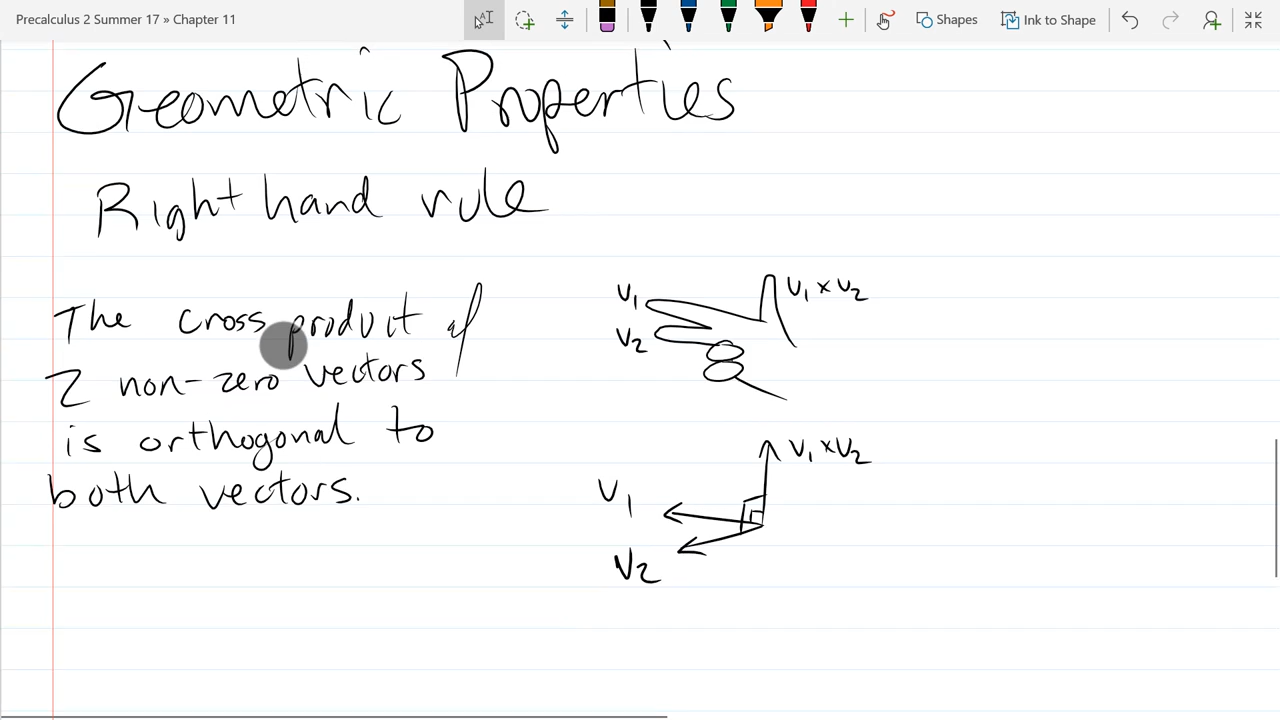 Precalculus 2 Summer 17 » Chapter 11
Shapes
Ink to Shape
Geometric Properties
Right hand rule
The cross product of
2 non-zero vectors
is orthogonal to
both vectors.
V₁
V₂
V₁ × V₂
V₁ × V₂
V₁
V₂